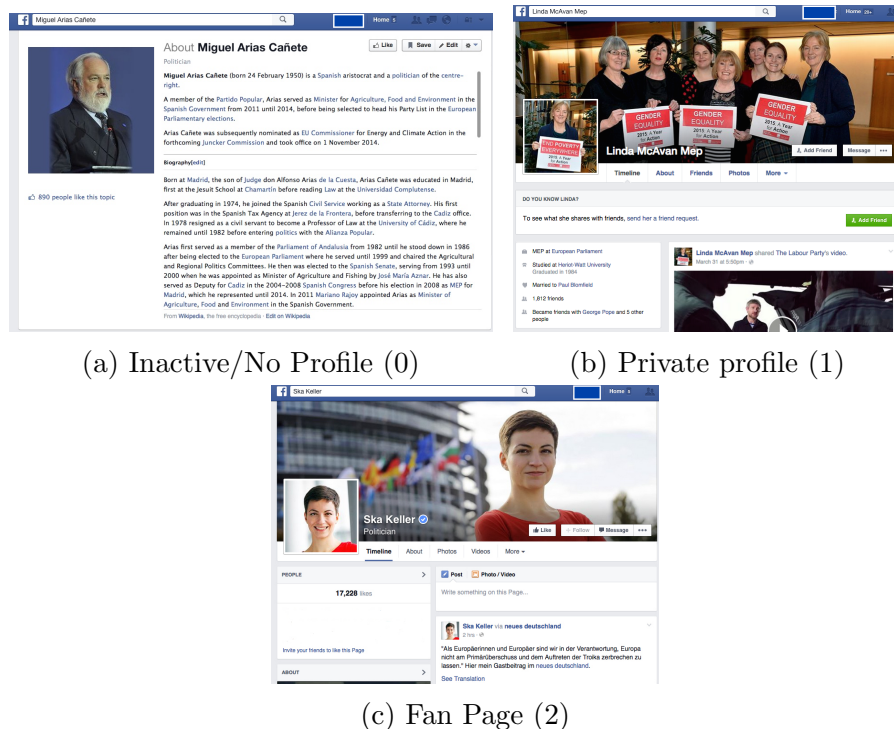 Miguel Arias Cañete
Home 5
About Miguel Arias Cañete
Like
Save
Edit
Politician
Miguel Arias Cañete (born 24 February 1950) is a Spanish aristocrat and a politician of the centre-
right.
A member of the Partido Popular, Arias served as Minister for Agriculture, Food and Environment in the
Spanish Government from 2011 until 2014, before being selected to head his Party List in the European
Parliamentary elections.
Arias Cañete was subsequently nominated as EU Commissioner for Energy and Climate Action in the
forthcoming Juncker Commission and took office on 1 November 2014.
Biography[edit]
Born at Madrid, the son of Judge don Alfonso Arias de la Cuesta, Arias Cañete was educated in Madrid,
first at the Jesuit School at Chamartín before reading Law at the Universidad Complutense.
After graduating in 1974, he joined the Spanish Civil Service working as a State Attorney. His first
position was in the Spanish Tax Agency at Jerez de la Frontera, before transferring to the Cadiz office.
In 1978 resigned as a civil servant to become a Professor of Law at the University of Cádiz, where he
remained until 1982 before entering politics with the Alianza Popular.
Arias first served as a member of the Parliament of Andalusia from 1982 until he stood down in 1986
after being elected to the European Parliament where he served until 1999 and chaired the Agricultural
and Regional Politics Committees. He then was elected to the Spanish Senate, serving from 1993 until
2000 when he was appointed as Minister of Agriculture and Fishing by José María Aznar. He has also
served as Deputy for Cadiz in the 2004-2008 Spanish Congress before his election in 2008 as MEP for
Madrid, which he represented until 2014. In 2011 Mariano Rajoy appointed Arias as Minister of
Agriculture, Food and Environment in the Spanish Government.
From Wikipedia, the free encyclopedia · Edit on Wikipedia
890 people like this topic
(a) Inactive/No Profile (0)
Linda McAvan Mep
Home 20+
GENDER
EQUALITY
2015: A Year
for Action
GENDER
EQUALITY
2015: A Year
for Action
GENDER
EQUALITY
2015: A Year
for Action
END POVERTY
EVERYWHERE
Linda McAvan Mep
Add Friend
Message
Timeline About Friends Photos More
DO YOU KNOW LINDA?
To see what she shares with friends, send her a friend request.
Add Friend
MEP at European Parliament
Studied at Heriot-Watt University
Graduated in 1984
Married to Paul Blomfield
1,812 friends
Became friends with George Pope and 5 other
people
Linda McAvan Mep shared The Labour Party's video.
March 31 at 5:50pm
(b) Private profile (1)
Ska Keller
Home
Ska Keller
Politician
Like
Follow
Message
Timeline About Photos Videos More
PEOPLE
17,228 likes
Invite your friends to like this Page
ABOUT
Post Photo / Video
Write something on this Page...
Ska Keller via neues deutschland
2 hrs
"Als Europäerinnen und Europäer sind wir in der Verantwortung, Europa
nicht am Primärüberschuss und dem Auftreten der Troika zerbrechen zu
lassen." Hier mein Gastbeitrag im neues deutschland.
See Translation
(c) Fan Page (2)